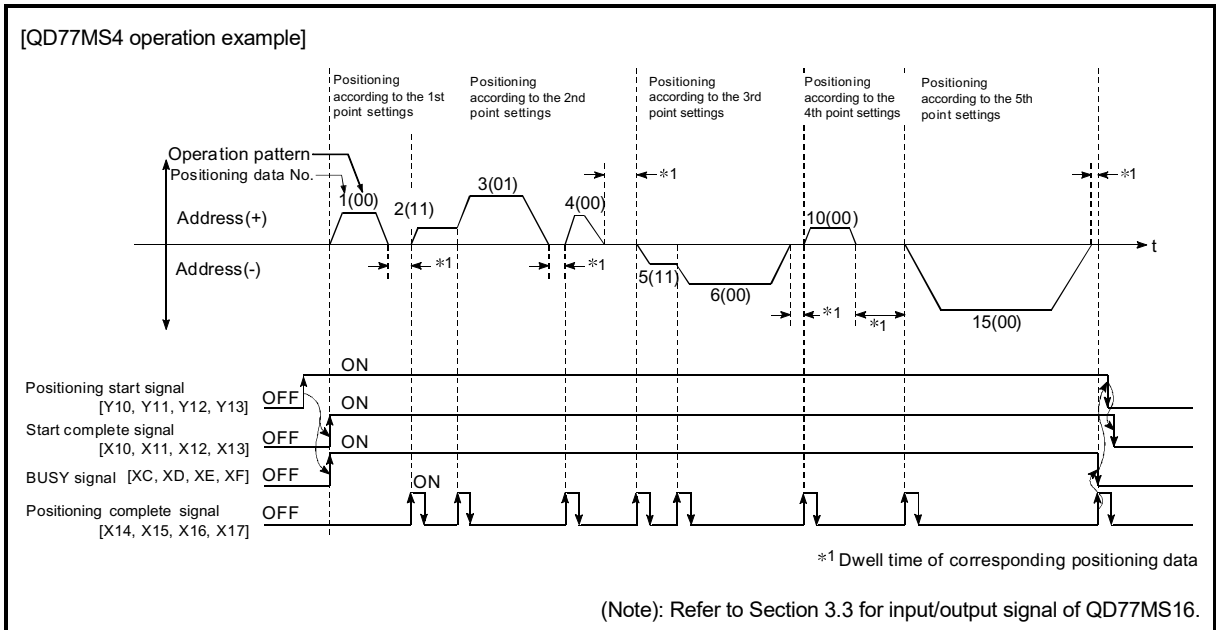 [QD77MS4 operation example]
Positioning
according to the 1st
point settings
Positioning
according to the 2nd
point settings
Positioning
according to the 3rd
point settings
Positioning
according to the
4th point settings
Positioning
according to the 5th
point settings
Operation pattern
Positioning data No.
1(00)
2(11)
3(01)
4(00)
*1
10(00)
*1
Address(+)
t
Address(-)
*1
*1
5(11)
6(00)
*1
*1
15(00)
ON
Positioning start signal
[Y10, Y11, Y12, Y13]
OFF
ON
Start complete signal
[X10, X11, X12, X13]
OFF
ON
BUSY signal [XC, XD, XE, XF]
OFF
ON
Positioning complete signal
[X14, X15, X16, X17]
OFF
*1 Dwell time of corresponding positioning data
(Note): Refer to Section 3.3 for input/output signal of QD77MS16.